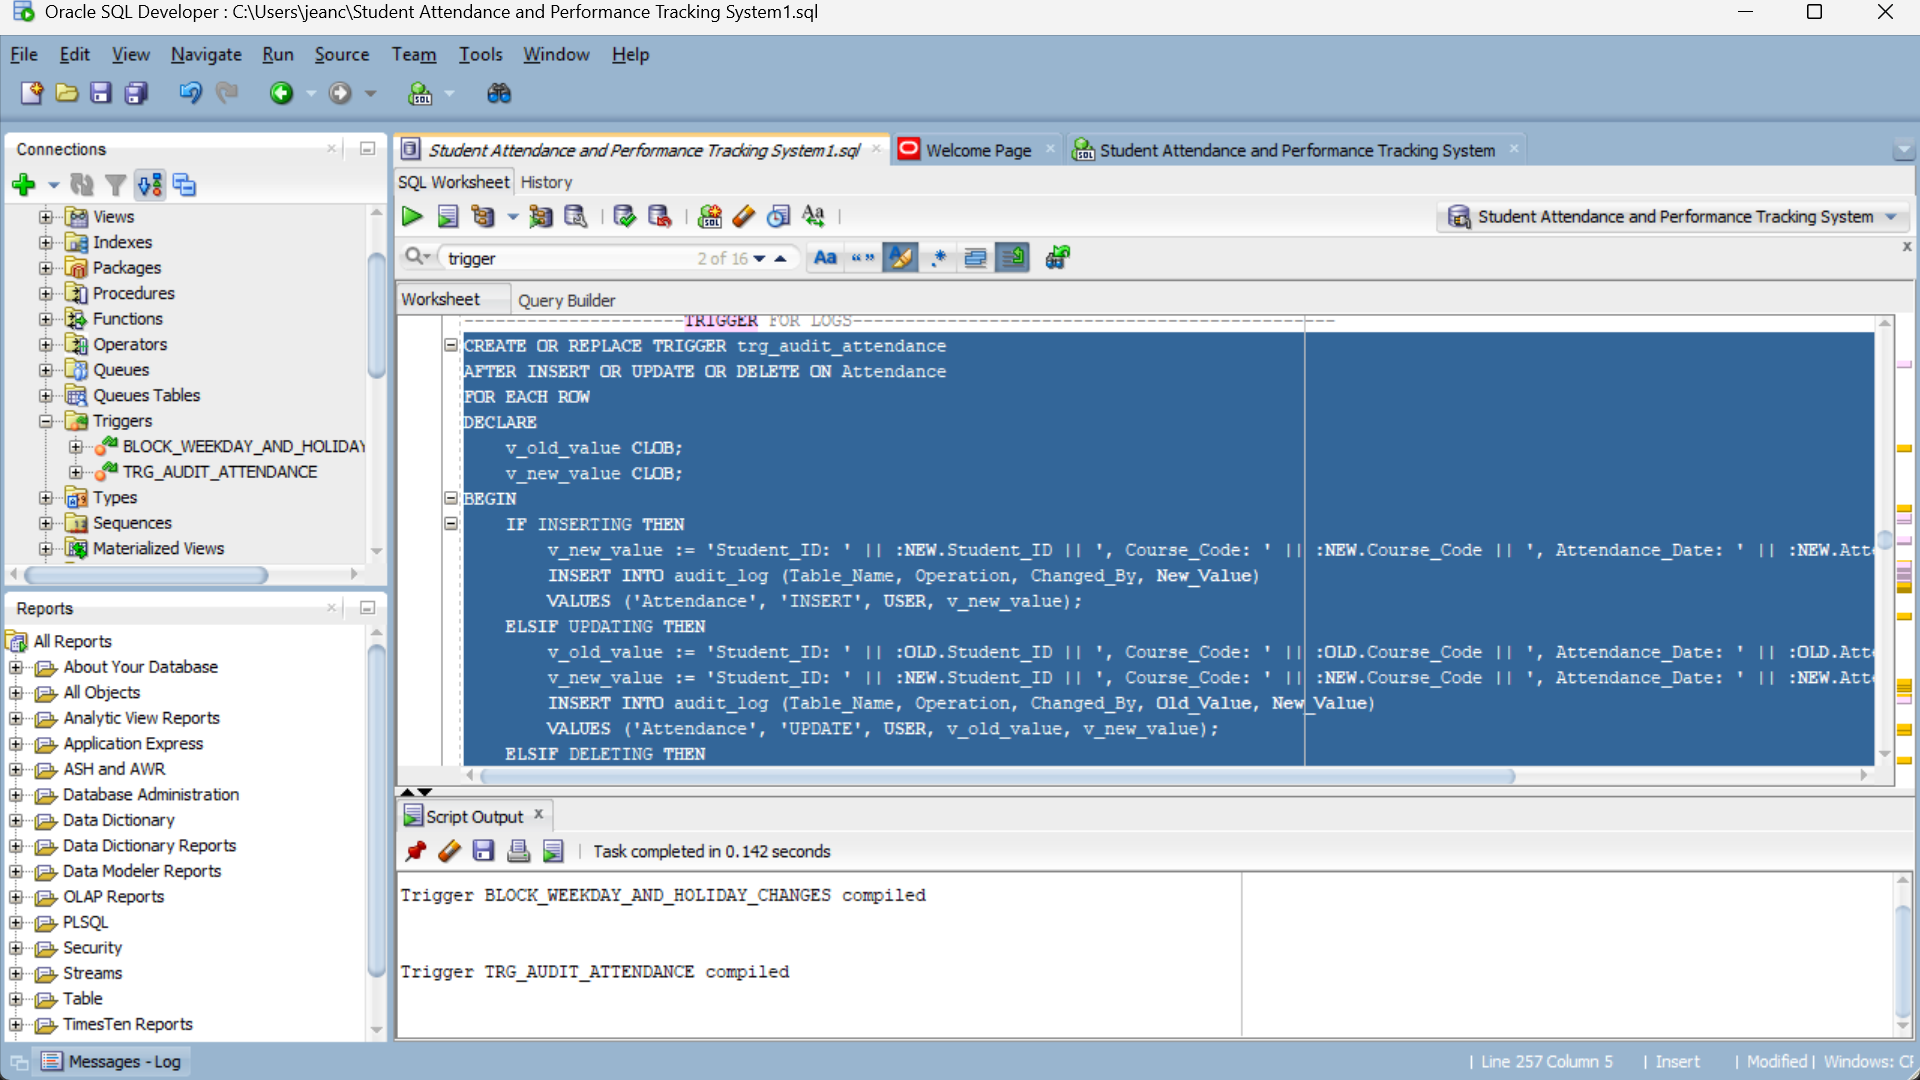 Oracle SQL Developer : C:\Users\jeanc\Student Attendance and Performance Tracking System1.sql
File Edit View Navigate Run Source Team Tools Window Help
Connections
Views
Indexes
Packages
Procedures
Functions
Operators
Queues
Queues Tables
Triggers
BLOCK_WEEKDAY_AND_HOLIDAY
TRG_AUDIT_ATTENDANCE
Types
Sequences
Materialized Views
Reports
All Reports
About Your Database
All Objects
Analytic View Reports
Application Express
ASH and AWR
Database Administration
Data Dictionary
Data Dictionary Reports
Data Modeler Reports
OLAP Reports
PLSQL
Security
Streams
Table
TimesTen Reports
Student Attendance and Performance Tracking System1.sql
Welcome Page
Student Attendance and Performance Tracking System
SQL Worksheet History
Student Attendance and Performance Tracking System
trigger 2 of 16
Worksheet Query Builder
---------------------TRIGGER FOR LOGS----------------------------------------------
CREATE OR REPLACE TRIGGER trg_audit_attendance
AFTER INSERT OR UPDATE OR DELETE ON Attendance
FOR EACH ROW
DECLARE
v_old_value CLOB;
v_new_value CLOB;
BEGIN
IF INSERTING THEN
v_new_value := 'Student_ID: ' || :NEW.Student_ID || ', Course_Code: ' || :NEW.Course_Code || ', Attendance_Date: ' || :NEW.Att
INSERT INTO audit_log (Table_Name, Operation, Changed_By, New_Value)
VALUES ('Attendance', 'INSERT', USER, v_new_value);
ELSIF UPDATING THEN
v_old_value := 'Student_ID: ' || :OLD.Student_ID || ', Course_Code: ' || :OLD.Course_Code || ', Attendance_Date: ' || :OLD.Att
v_new_value := 'Student_ID: ' || :NEW.Student_ID || ', Course_Code: ' || :NEW.Course_Code || ', Attendance_Date: ' || :NEW.Att
INSERT INTO audit_log (Table_Name, Operation, Changed_By, Old_Value, New_Value)
VALUES ('Attendance', 'UPDATE', USER, v_old_value, v_new_value);
ELSIF DELETING THEN
Script Output
Task completed in 0.142 seconds
Trigger BLOCK_WEEKDAY_AND_HOLIDAY_CHANGES compiled
Trigger TRG_AUDIT_ATTENDANCE compiled
Messages - Log
| Line 257 Column 5 | Insert | Modified | Windows: CF